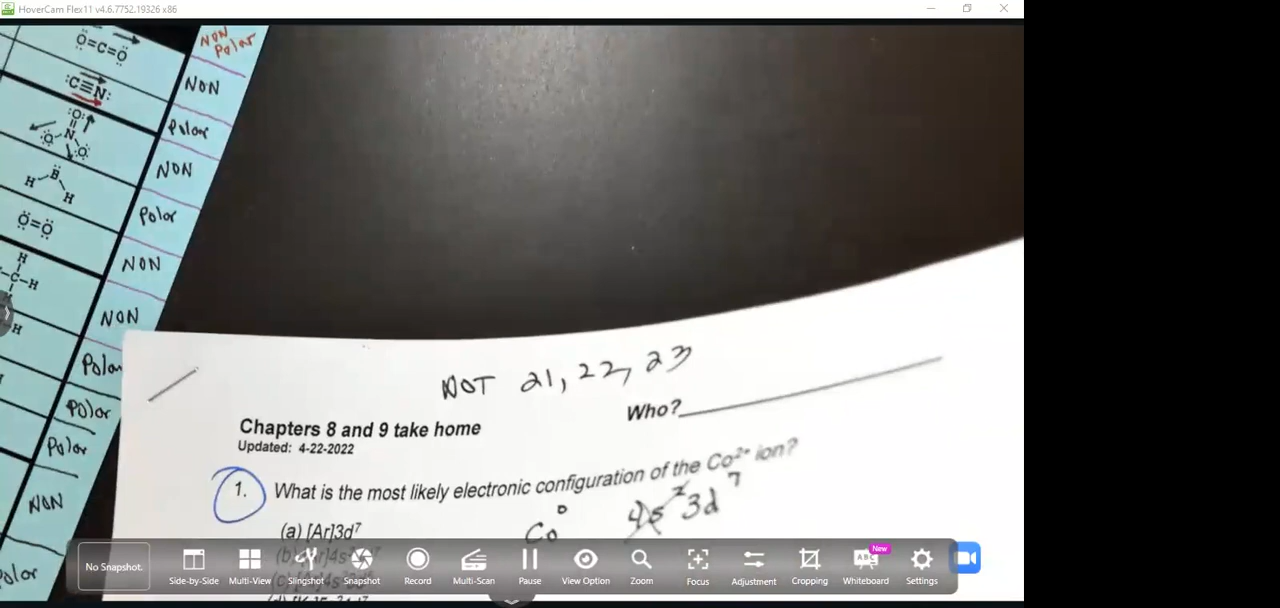 HoverCam Flex11 v4.6.7752.19326 x86
Ö=C=Ö
NON Polar
:C≡N:
NON
:O:
N
:O: :O:
Polar
B
H H
NON
Ö=Ö
Polar
H
C-H
NON
H
NON
Polar
Polar
Polar
NON
Polar
NOT 21, 22, 23
Who?
Chapters 8 and 9 take home
Updated: 4-22-2022
1. What is the most likely electronic configuration of the Co²⁺ ion?
Co⁰ 4s² 3d⁷
(a) [Ar]3d⁷
No Snapshot.
Side-by-Side Multi-View Slingshot Snapshot Record Multi-Scan Pause View Option Zoom Focus Adjustment Cropping Whiteboard Settings
ABC New